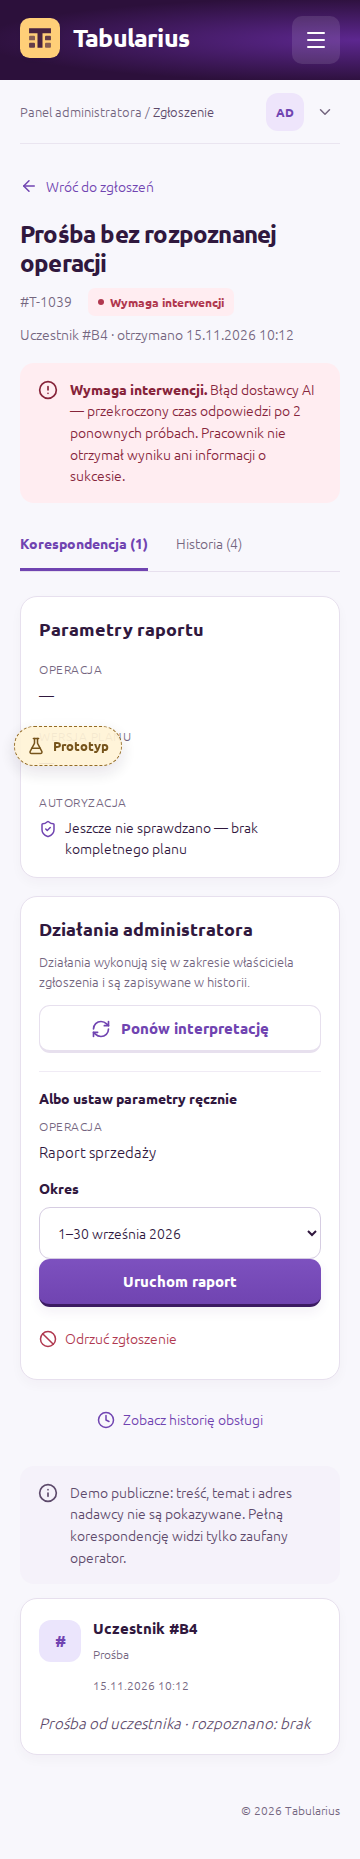 Tabularius
Panel administratora / Zgłoszenie
AD
Wróć do zgłoszeń
Prośba bez rozpoznanej
operacji
#T-1039
Wymaga interwencji
Uczestnik #B4 · otrzymano 15.11.2026 10:12
Wymaga interwencji. Błąd dostawcy AI
— przekroczony czas odpowiedzi po 2
ponownych próbach. Pracownik nie
otrzymał wyniku ani informacji o
sukcesie.
Korespondencja (1)
Historia (4)
Parametry raportu
OPERACJA
—
Prototyp
AUTORYZACJA
Jeszcze nie sprawdzano — brak
kompletnego planu
Działania administratora
Działania wykonują się w zakresie właściciela
zgłoszenia i są zapisywane w historii.
Ponów interpretację
Albo ustaw parametry ręcznie
OPERACJA
Raport sprzedaży
Okres
1–30 września 2026
Uruchom raport
Odrzuć zgłoszenie
Zobacz historię obsługi
Demo publiczne: treść, temat i adres
nadawcy nie są pokazywane. Pełną
korespondencję widzi tylko zaufany
operator.
#
Uczestnik #B4
Prośba
15.11.2026 10:12
Prośba od uczestnika · rozpoznano: brak
© 2026 Tabularius